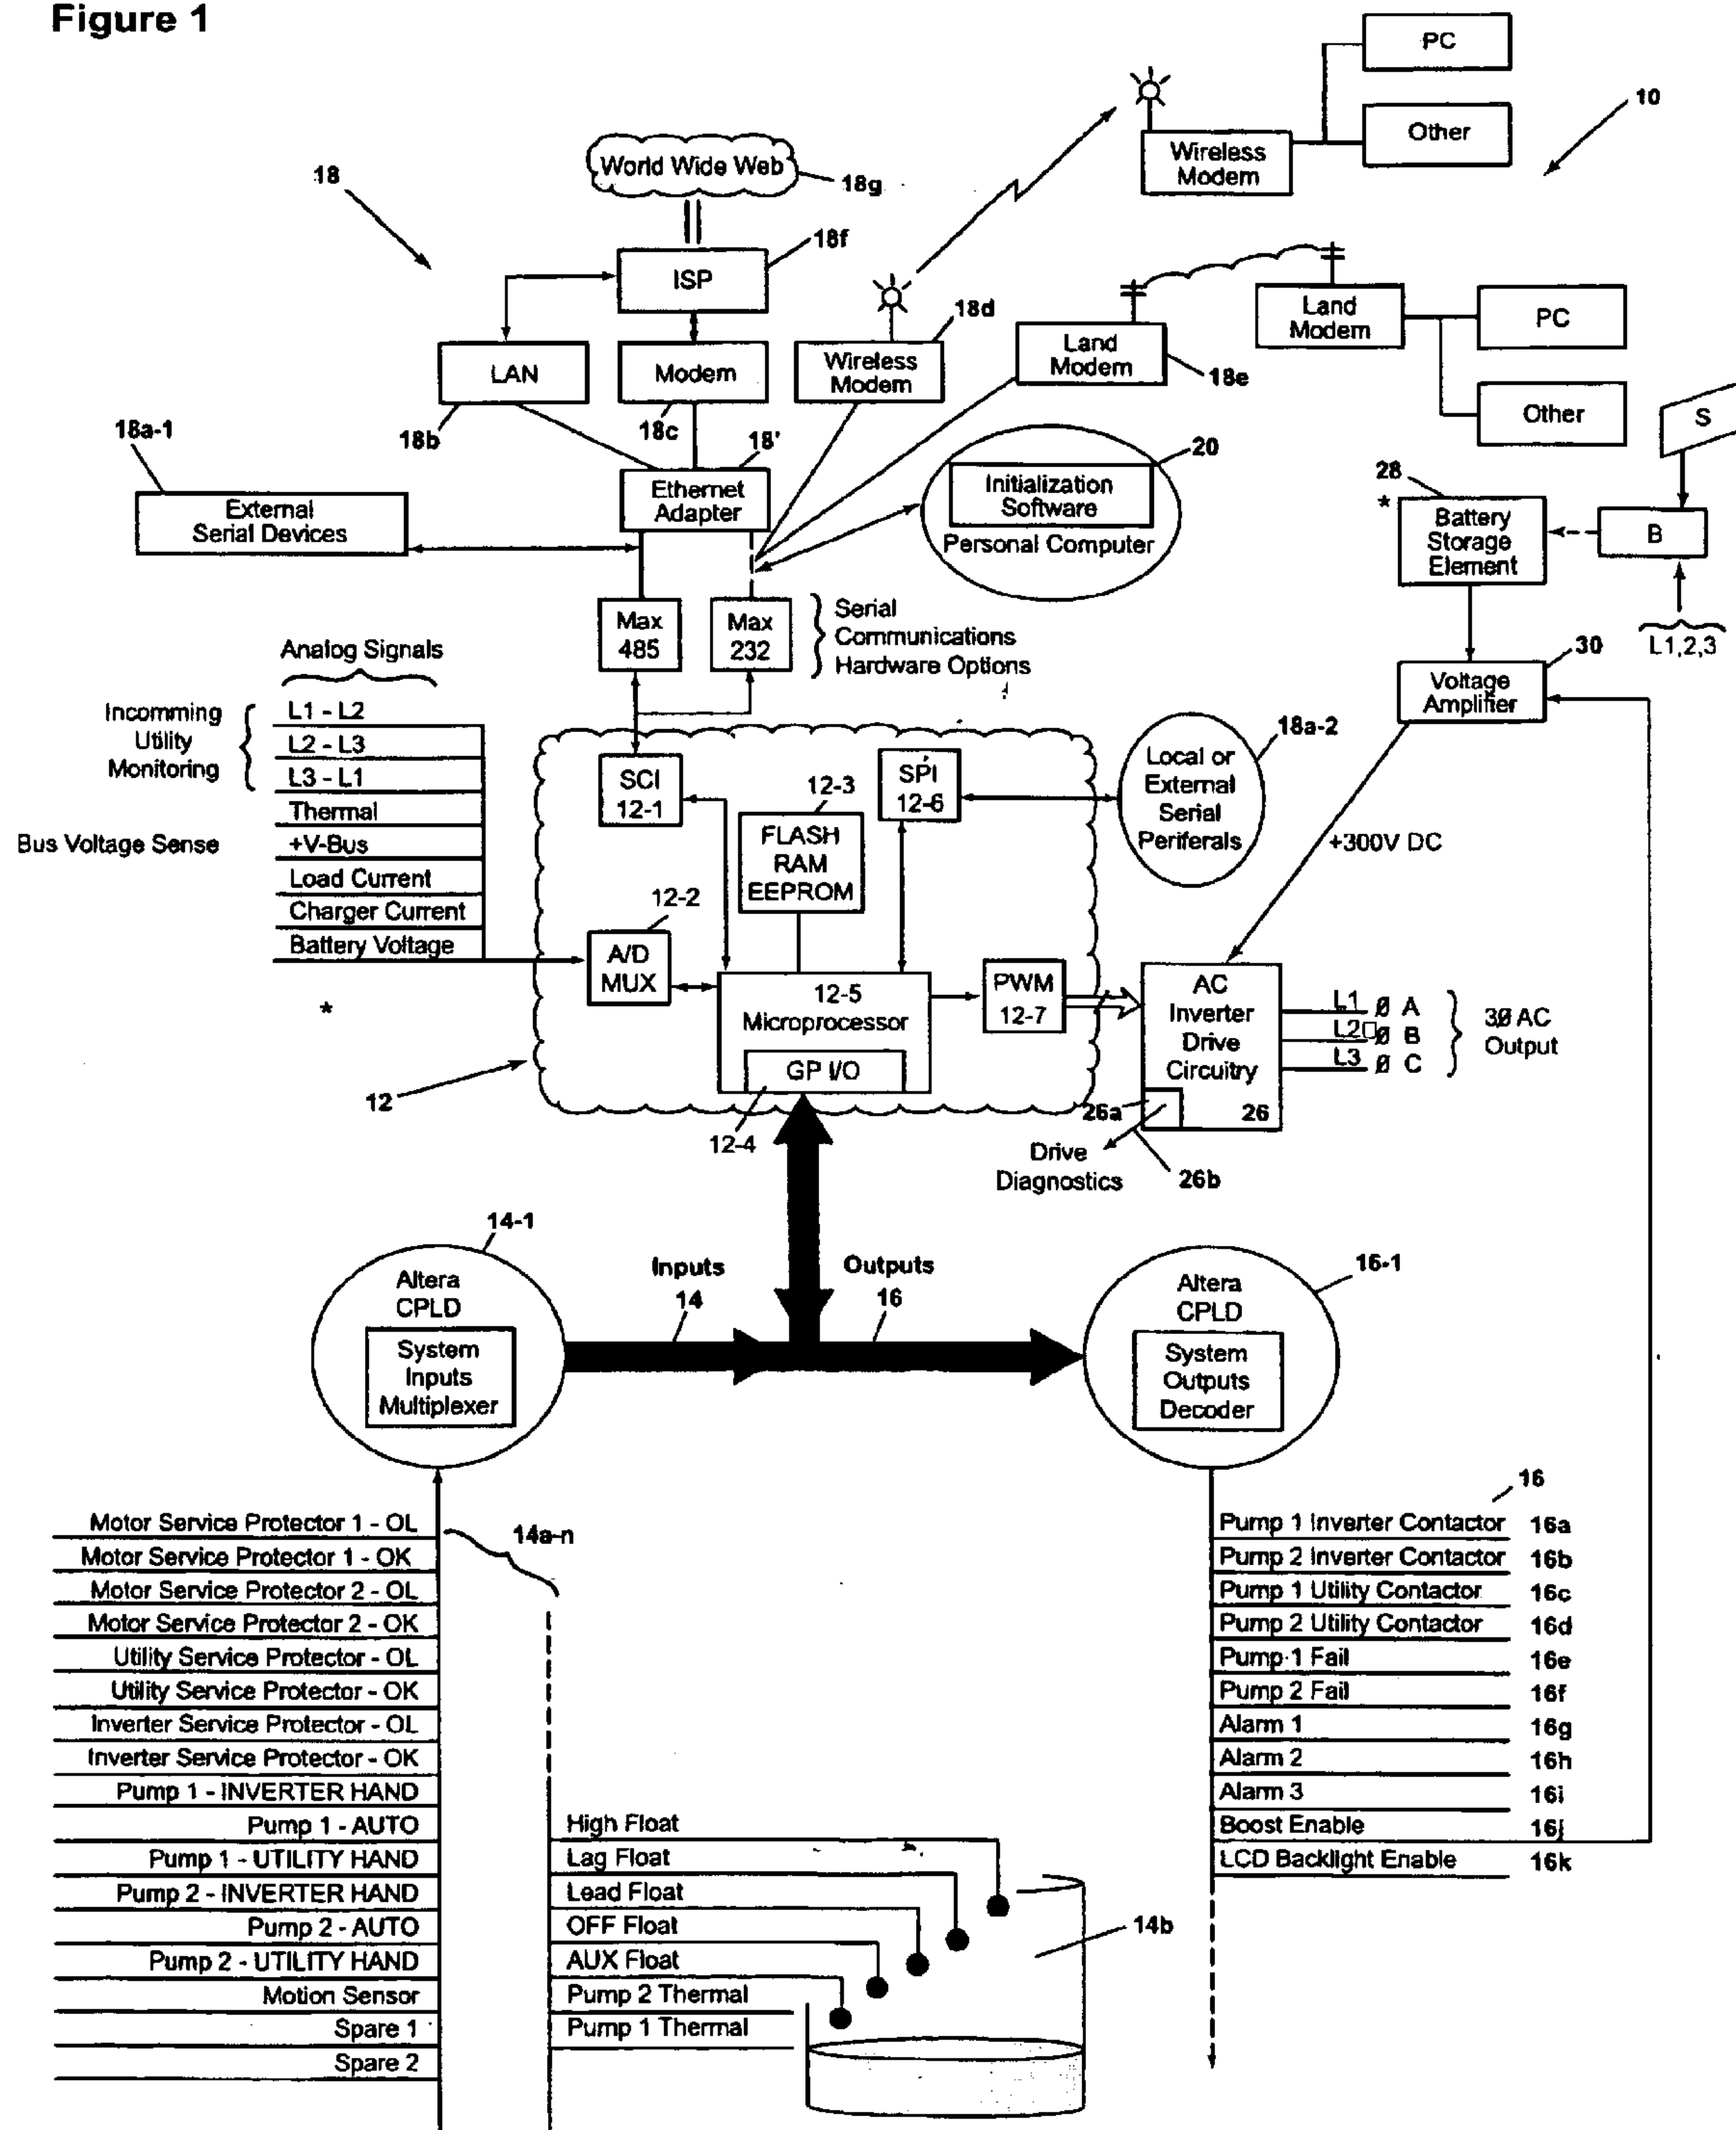 Figure 1
PC
10
Other
Wireless
Modem
World Wide Web
18g
18
18f
ISP
18d
LAN
Modem
Wireless
Modem
Land
Modem
18e
Land
Modem
PC
Other
S
18b
18c
18'
18a-1
External
Serial Devices
Ethernet
Adapter
20
Initialization
Software
Personal Computer
28
*
Battery
Storage
Element
B
L1,2,3
Max
485
Max
232
Serial
Communications
Hardware Options
30
Voltage
Amplifier
Analog Signals
Incomming
Utility
Monitoring
L1 - L2
L2 - L3
L3 - L1
Thermal
Bus Voltage Sense
+V-Bus
Load Current
Charger Current
Battery Voltage
*
SCI
12-1
12-3
FLASH
RAM
EEPROM
SPI
12-6
18a-2
Local or
External
Serial
Periferals
+300V DC
12-2
A/D
MUX
12-5
Microprocessor
GP I/O
PWM
12-7
AC
Inverter
Drive
Circuitry
26
L1 Ø A
L2□Ø B
L3 Ø C
3Ø AC
Output
12
12-4
26a
Drive
Diagnostics
26b
14-1
Altera
CPLD
System
Inputs
Multiplexer
Inputs
14
Outputs
16
16-1
Altera
CPLD
System
Outputs
Decoder
Motor Service Protector 1 - OL
Motor Service Protector 1 - OK
Motor Service Protector 2 - OL
Motor Service Protector 2 - OK
Utility Service Protector - OL
Utility Service Protector - OK
Inverter Service Protector - OL
Inverter Service Protector - OK
Pump 1 - INVERTER HAND
Pump 1 - AUTO
Pump 1 - UTILITY HAND
Pump 2 - INVERTER HAND
Pump 2 - AUTO
Pump 2 - UTILITY HAND
Motion Sensor
Spare 1
Spare 2
14a-n
High Float
Lag Float
Lead Float
OFF Float
AUX Float
Pump 2 Thermal
Pump 1 Thermal
14b
16
Pump 1 Inverter Contactor 16a
Pump 2 Inverter Contactor 16b
Pump 1 Utility Contactor 16c
Pump 2 Utility Contactor 16d
Pump 1 Fail 16e
Pump 2 Fail 16f
Alarm 1 16g
Alarm 2 16h
Alarm 3 16i
Boost Enable 16j
LCD Backlight Enable 16k